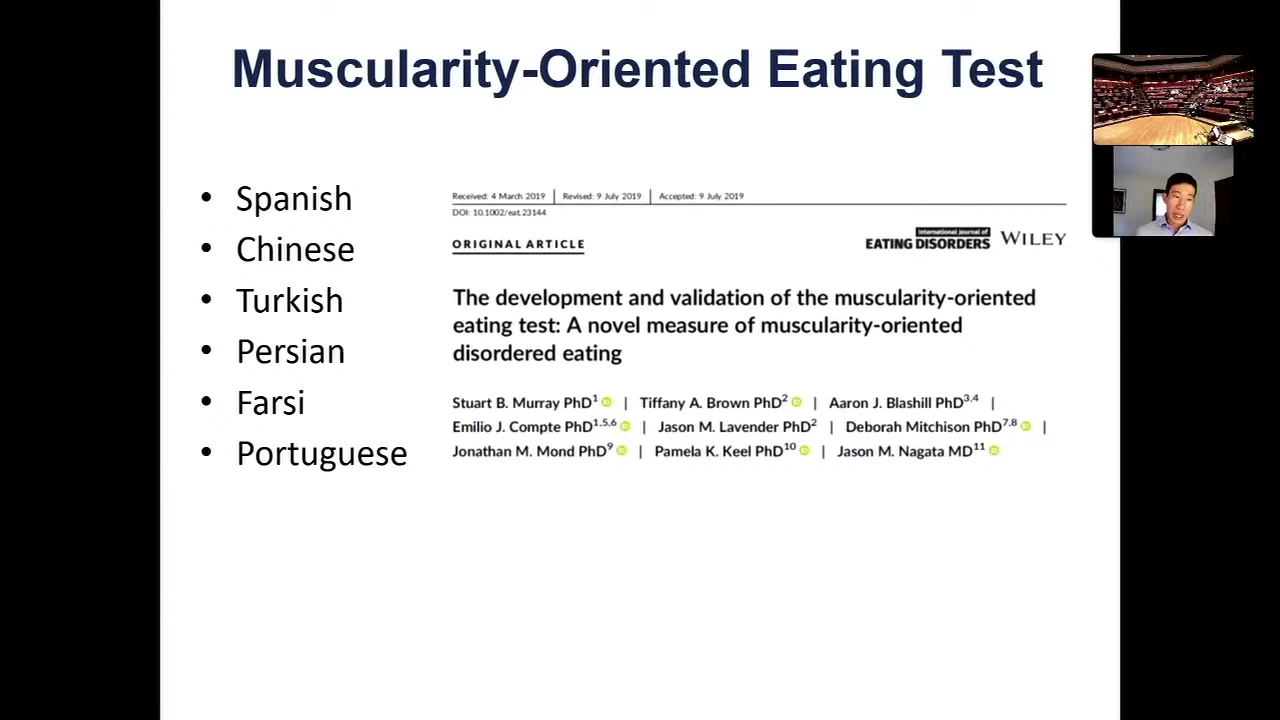 Muscularity-Oriented Eating Test
• Spanish
• Chinese
• Turkish
• Persian
• Farsi
• Portuguese
Received: 4 March 2019 | Revised: 9 July 2019 | Accepted: 9 July 2019
DOI: 10.1002/eat.23144
ORIGINAL ARTICLE
International Journal of
EATING DISORDERS WILEY
The development and validation of the muscularity-oriented
eating test: A novel measure of muscularity-oriented
disordered eating
Stuart B. Murray PhD1 | Tiffany A. Brown PhD2 | Aaron J. Blashill PhD3,4 |
Emilio J. Compte PhD1,5,6 | Jason M. Lavender PhD2 | Deborah Mitchison PhD7,8 |
Jonathan M. Mond PhD9 | Pamela K. Keel PhD10 | Jason M. Nagata MD11